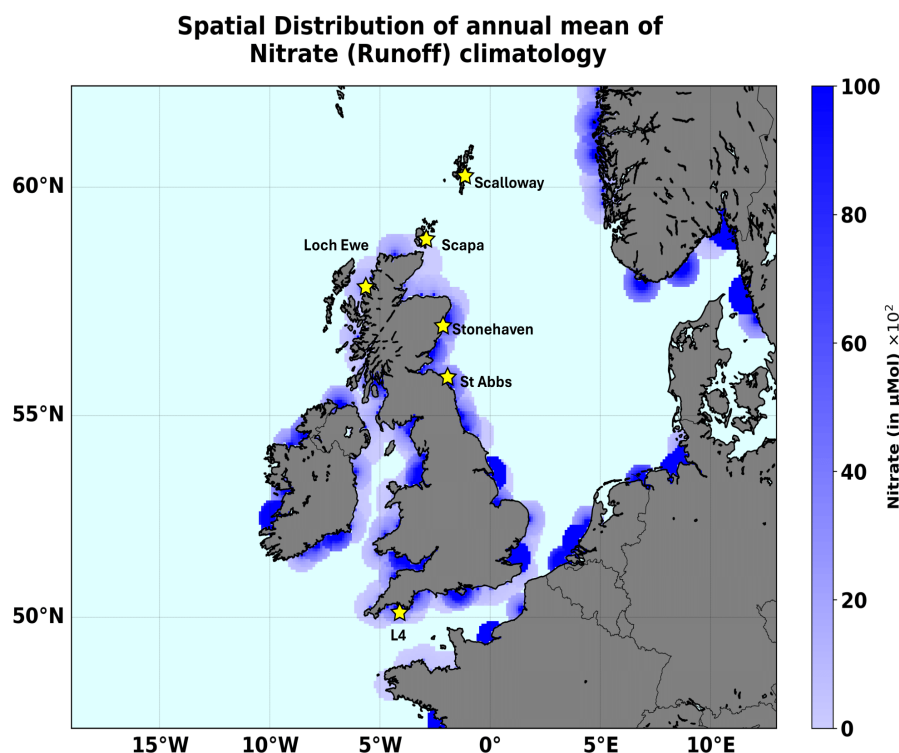 Spatial Distribution of annual mean of
Nitrate (Runoff) climatology
60°N
55°N
50°N
15°W
10°W
5°W
0°
5°E
10°E
Scalloway
Loch Ewe
Scapa
Stonehaven
St Abbs
L4
100
80
60
40
20
0
Nitrate (in µMol) ×10²